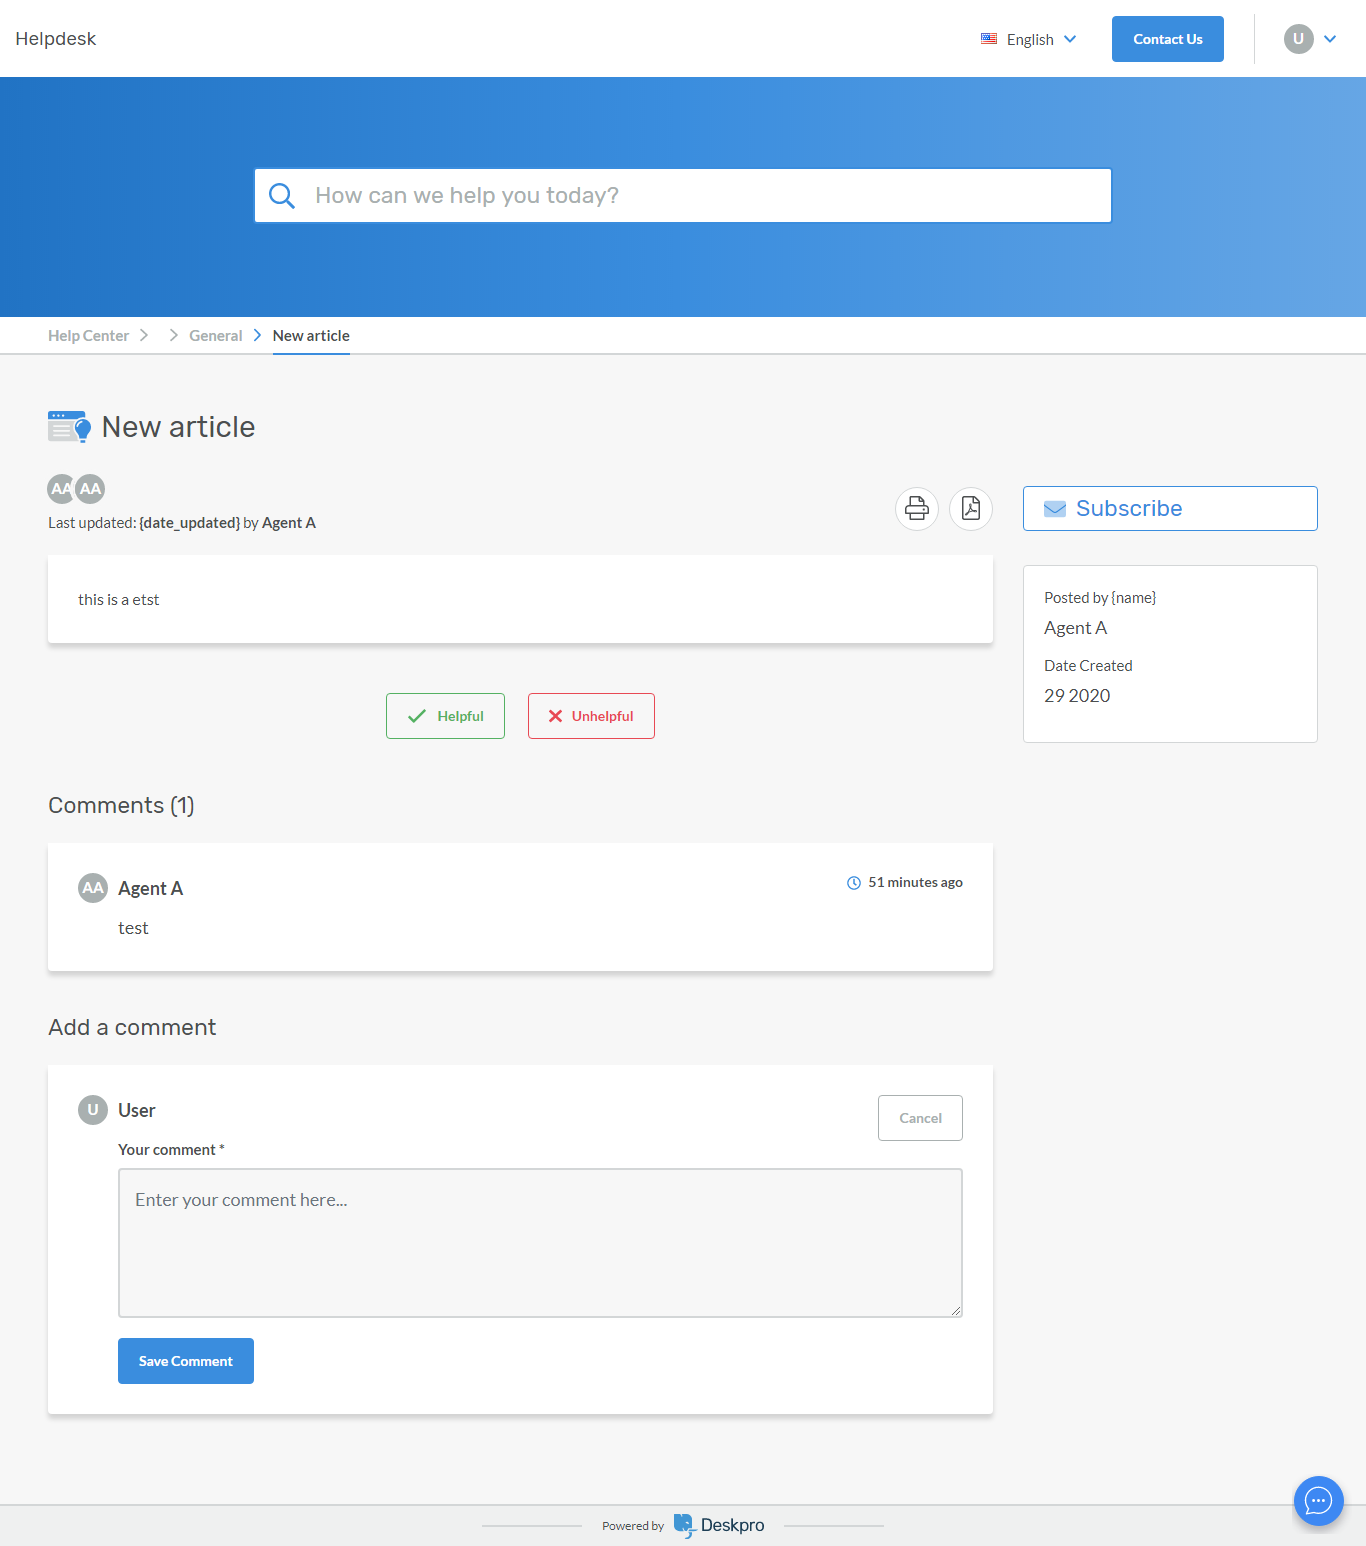 Helpdesk
English
Contact Us
U
How can we help you today?
Help Center
General
New article
New article
AA AA
Last updated: {date_updated} by Agent A
Subscribe
this is a etst
Posted by {name}
Agent A
Date Created
29 2020
Helpful
Unhelpful
Comments (1)
AA Agent A
51 minutes ago
test
Add a comment
U User
Cancel
Your comment *
Enter your comment here...
Save Comment
Powered by Deskpro